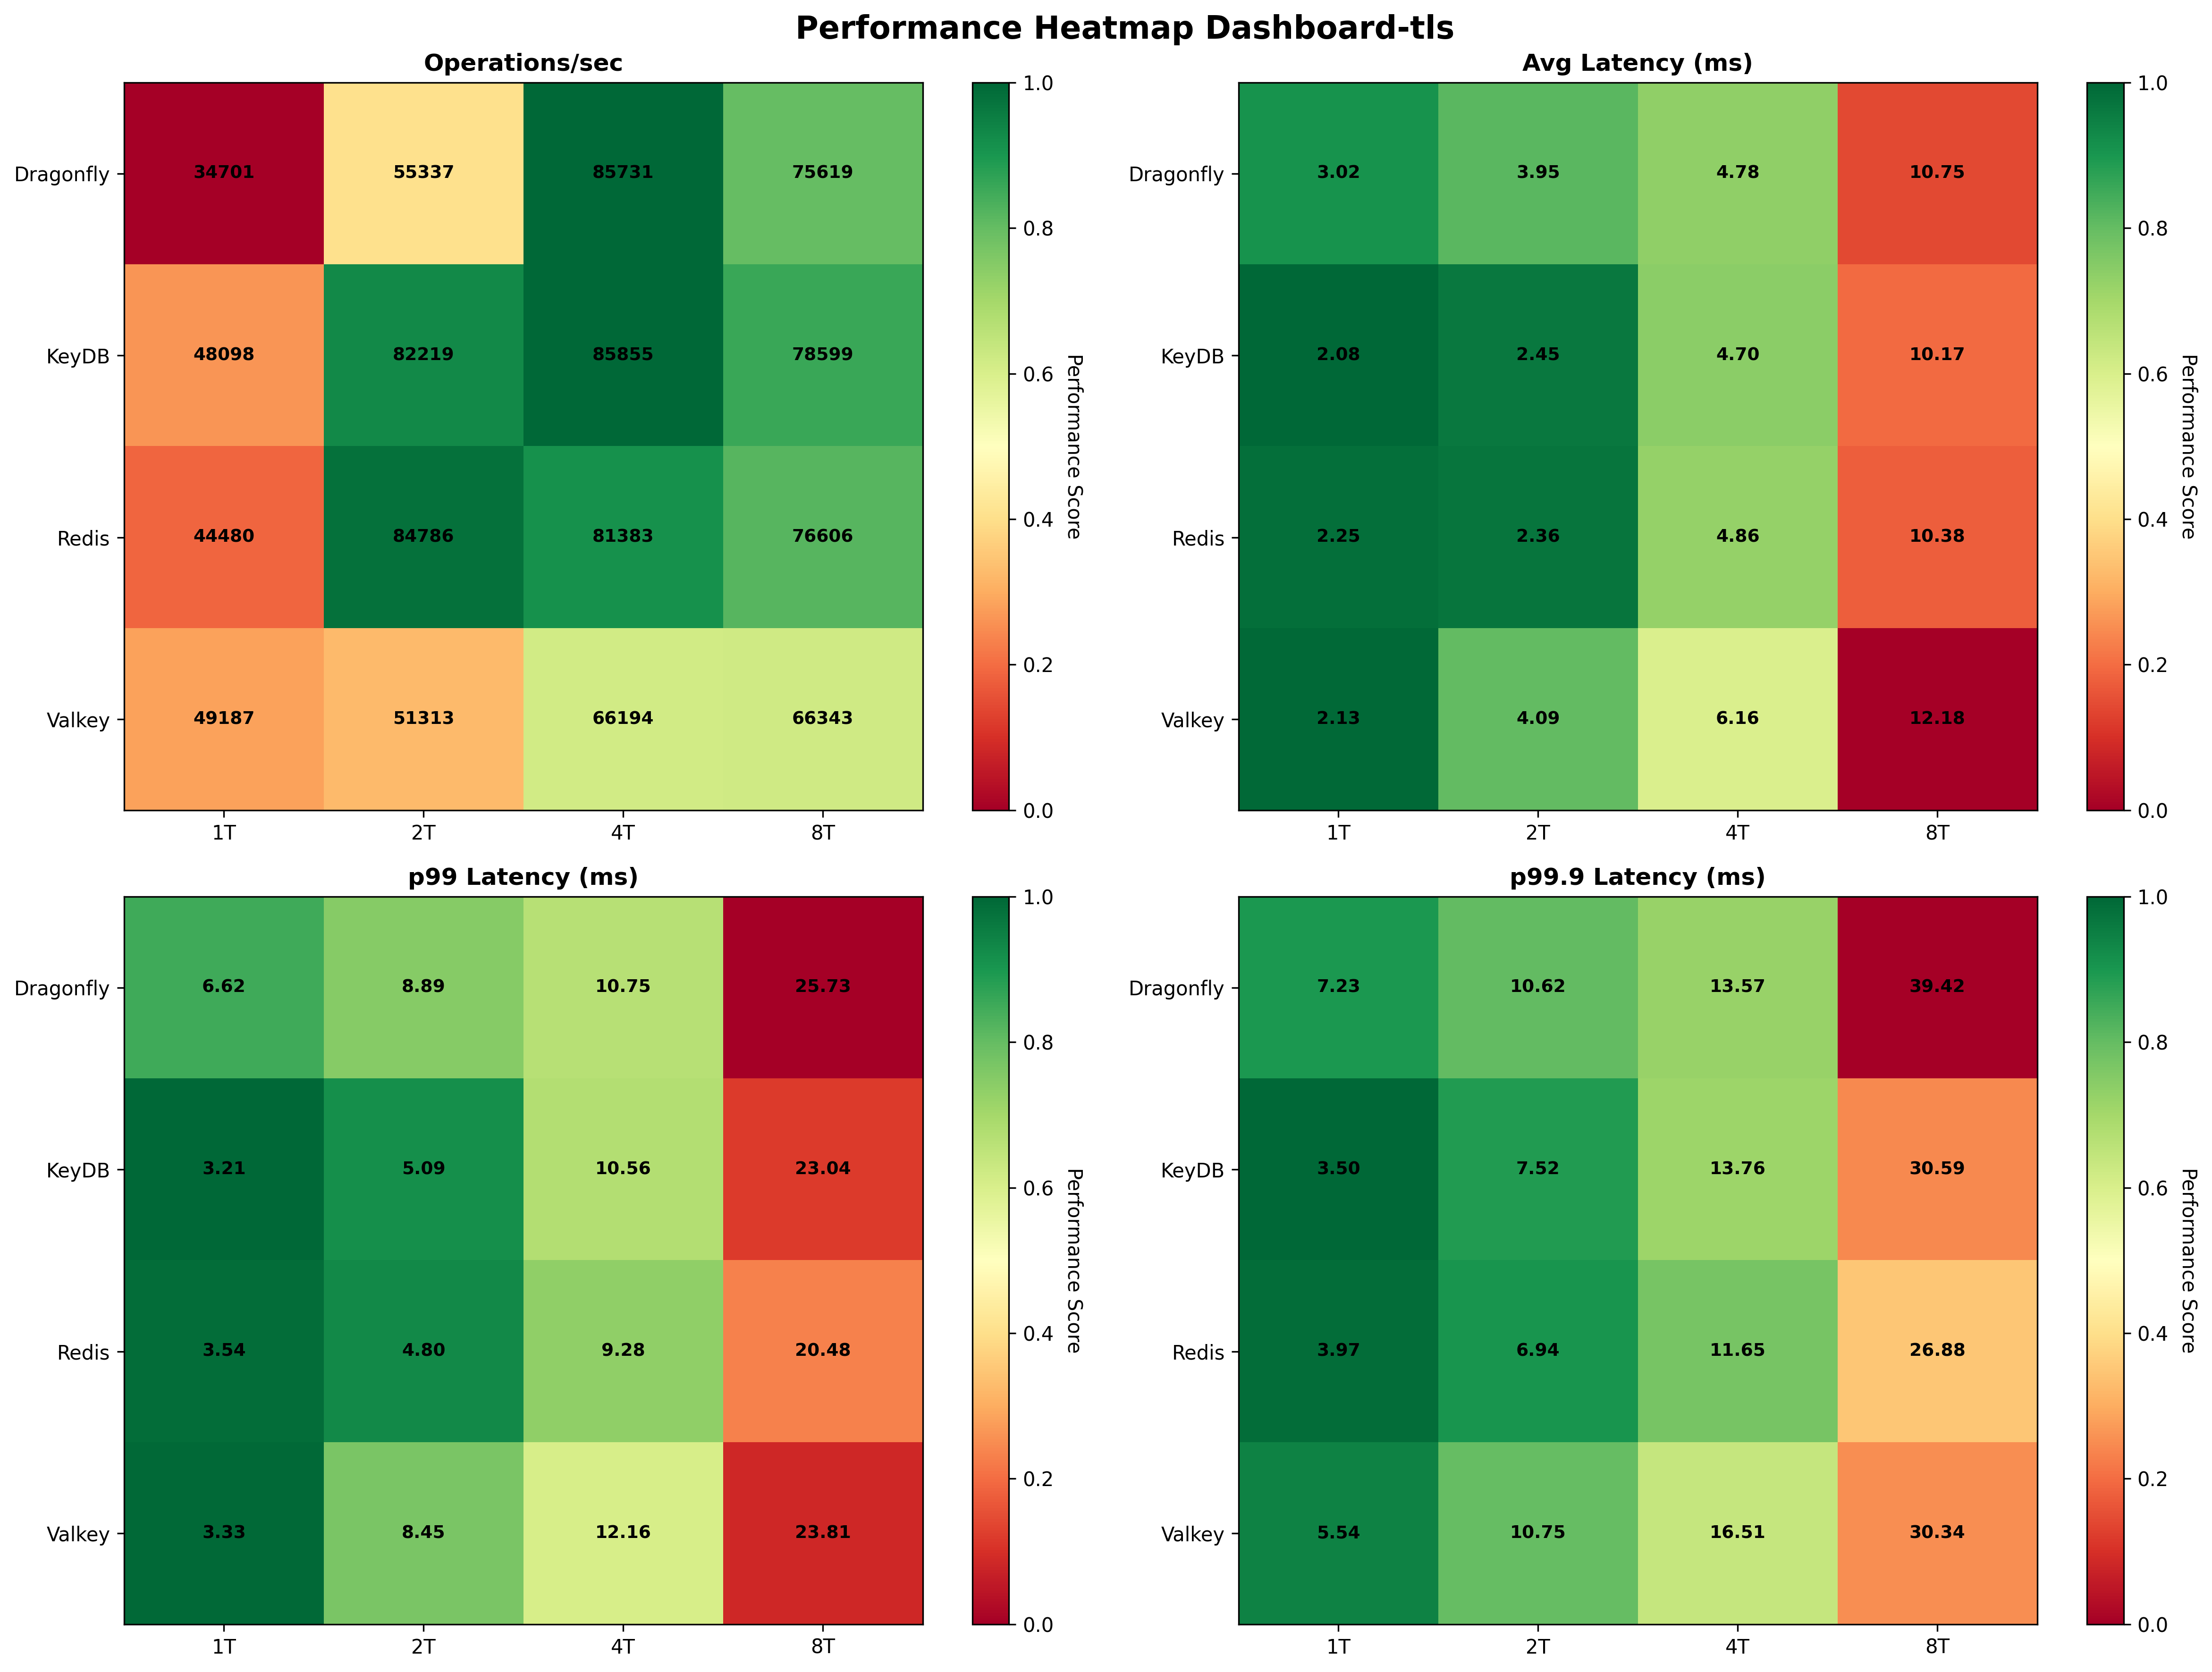 Performance Heatmap Dashboard-tls
Operations/sec
Dragonfly 34701 55337 85731 75619
KeyDB 48098 82219 85855 78599
Redis 44480 84786 81383 76606
Valkey 49187 51313 66194 66343
1T 2T 4T 8T
1.0
0.8
0.6
0.4
0.2
0.0
Performance Score
Avg Latency (ms)
Dragonfly 3.02 3.95 4.78 10.75
KeyDB 2.08 2.45 4.70 10.17
Redis 2.25 2.36 4.86 10.38
Valkey 2.13 4.09 6.16 12.18
1T 2T 4T 8T
1.0
0.8
0.6
0.4
0.2
0.0
Performance Score
p99 Latency (ms)
Dragonfly 6.62 8.89 10.75 25.73
KeyDB 3.21 5.09 10.56 23.04
Redis 3.54 4.80 9.28 20.48
Valkey 3.33 8.45 12.16 23.81
1T 2T 4T 8T
1.0
0.8
0.6
0.4
0.2
0.0
Performance Score
p99.9 Latency (ms)
Dragonfly 7.23 10.62 13.57 39.42
KeyDB 3.50 7.52 13.76 30.59
Redis 3.97 6.94 11.65 26.88
Valkey 5.54 10.75 16.51 30.34
1T 2T 4T 8T
1.0
0.8
0.6
0.4
0.2
0.0
Performance Score